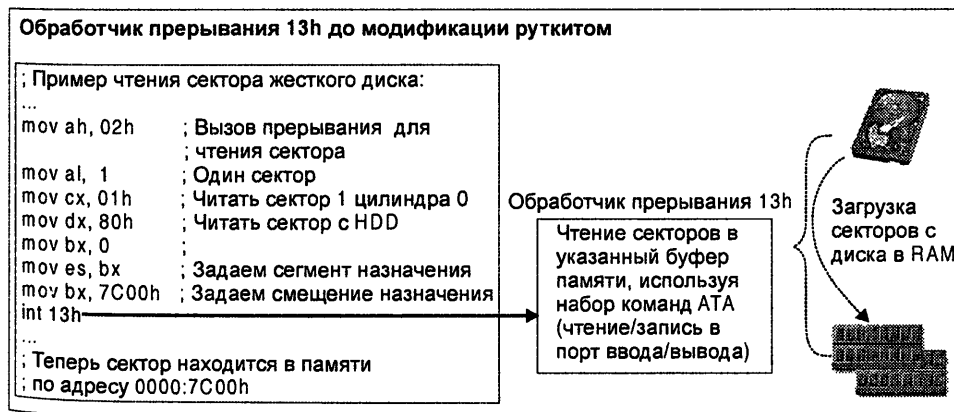 Обработчик прерывания 13h до модификации руткитом
; Пример чтения сектора жесткого диска:
...
mov ah, 02h ; Вызов прерывания для
; чтения сектора
mov al, 1 ; Один сектор
mov cx, 01h ; Читать сектор 1 цилиндра 0
mov dx, 80h ; Читать сектор с HDD
mov bx, 0 ;
mov es, bx ; Задаем сегмент назначения
mov bx, 7C00h ; Задаем смещение назначения
int 13h
...
; Теперь сектор находится в памяти
; по адресу 0000:7C00h
Обработчик прерывания 13h
Чтение секторов в
указанный буфер
памяти, используя
набор команд АТА
(чтение/запись в
порт ввода/вывода)
Загрузка
секторов с
диска в RAM